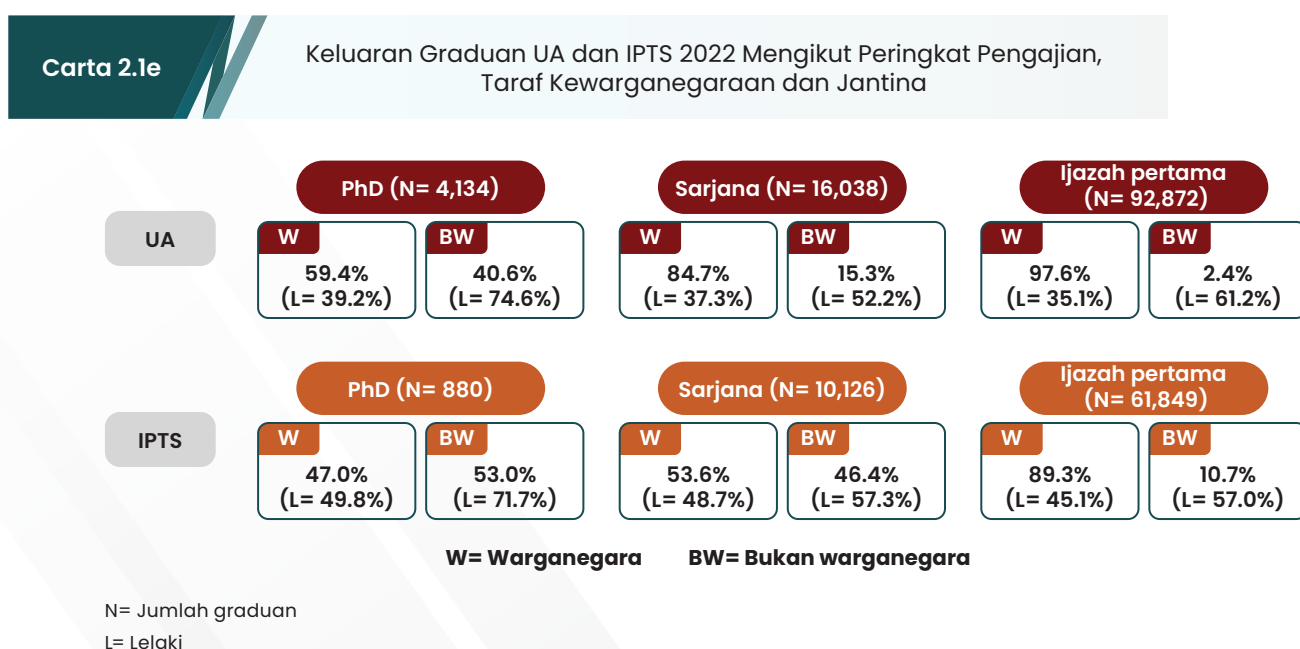 Carta 2.1e
Keluaran Graduan UA dan IPTS 2022 Mengikut Peringkat Pengajian,
Taraf Kewarganegaraan dan Jantina
UA
PhD (N= 4,134)
W
59.4%
(L= 39.2%)
BW
40.6%
(L= 74.6%)
Sarjana (N= 16,038)
W
84.7%
(L= 37.3%)
BW
15.3%
(L= 52.2%)
Ijazah pertama
(N= 92,872)
W
97.6%
(L= 35.1%)
BW
2.4%
(L= 61.2%)
IPTS
PhD (N= 880)
W
47.0%
(L= 49.8%)
BW
53.0%
(L= 71.7%)
Sarjana (N= 10,126)
W
53.6%
(L= 48.7%)
BW
46.4%
(L= 57.3%)
Ijazah pertama
(N= 61,849)
W
89.3%
(L= 45.1%)
BW
10.7%
(L= 57.0%)
W= Warganegara BW= Bukan warganegara
N= Jumlah graduan
L= Lelaki